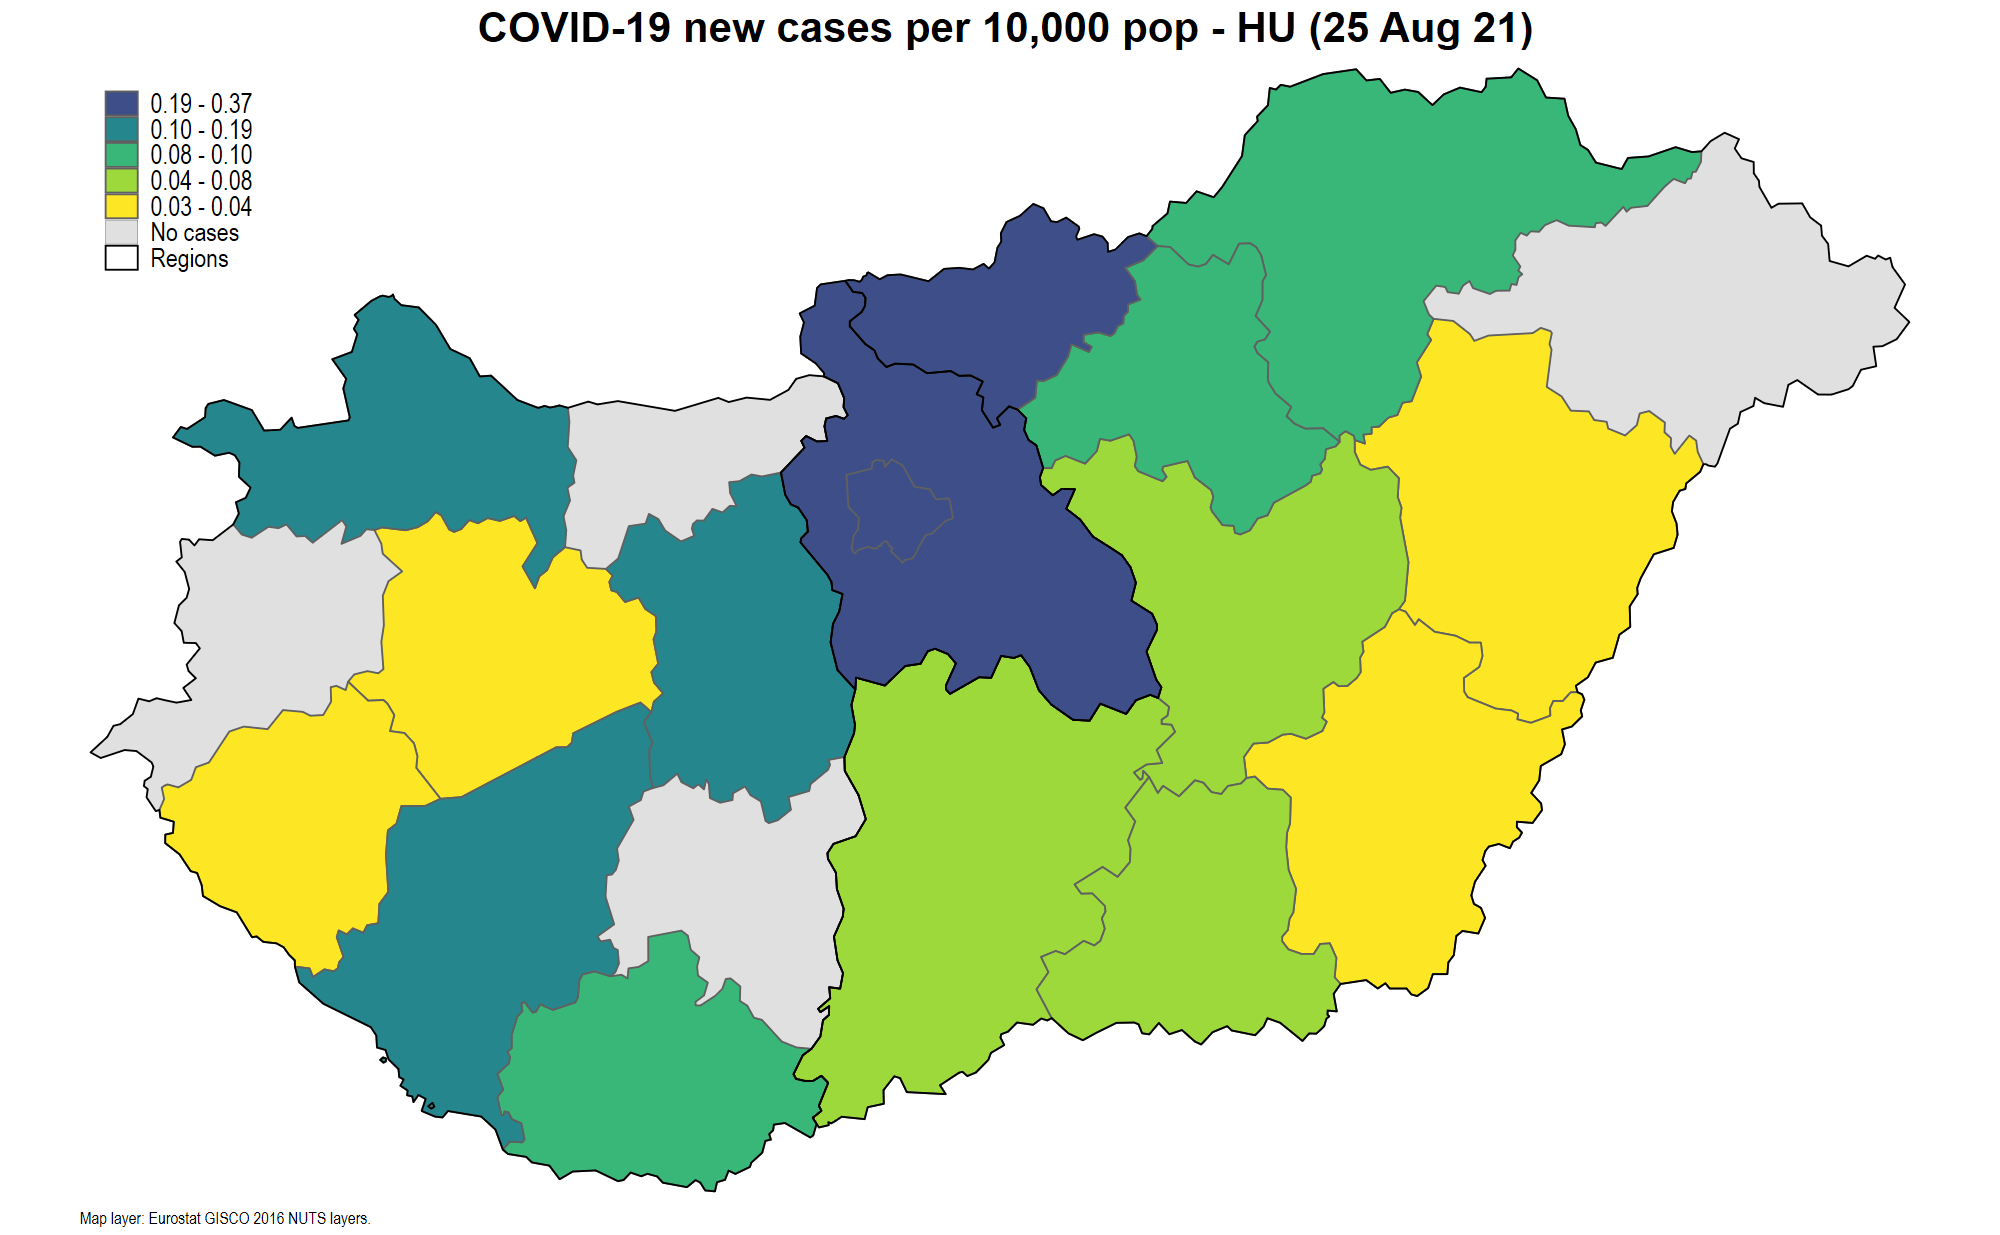 COVID-19 new cases per 10,000 pop - HU (25 Aug 21)
0.19 - 0.37
0.10 - 0.19
0.08 - 0.10
0.04 - 0.08
0.03 - 0.04
No cases
Regions
Map layer: Eurostat GISCO 2016 NUTS layers.